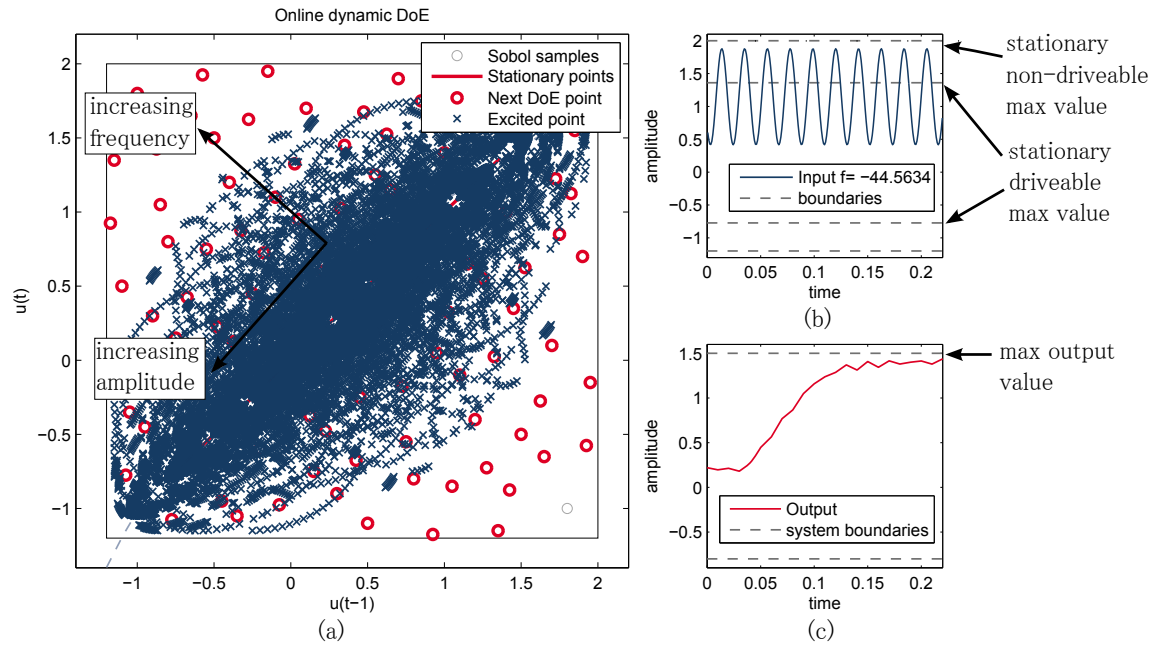 Online dynamic DoE
u(t)
2
1.5
1
0.5
0
−0.5
−1
−1
−0.5
0
0.5
1
1.5
2
u(t−1)
(a)
Sobol samples
Stationary points
Next DoE point
Excited point
increasing
frequency
increasing
amplitude
amplitude
2
1.5
1
0.5
0
−0.5
−1
0
0.05
0.1
0.15
0.2
time
(b)
Input f= −44.5634
boundaries
stationary
non-driveable
max value
stationary
driveable
max value
amplitude
1.5
1
0.5
0
−0.5
0
0.05
0.1
0.15
0.2
time
(c)
Output
system boundaries
max output
value